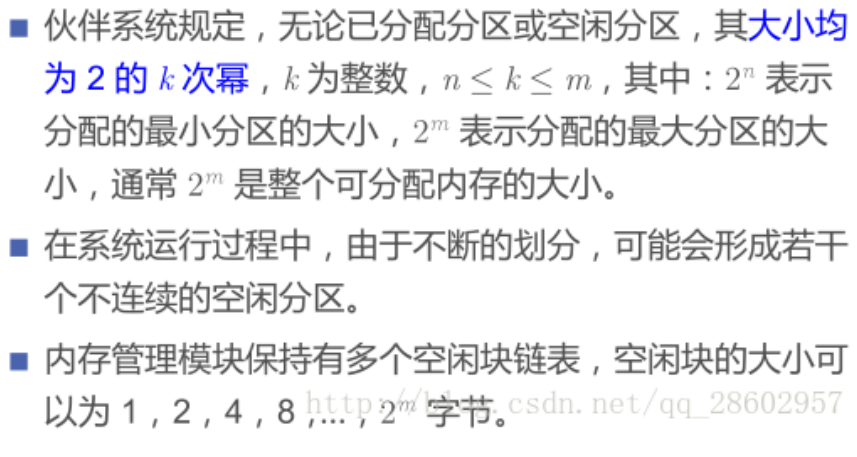 ■ 伙伴系统规定，无论已分配分区或空闲分区，其大小均
为 2 的 k 次幂，k 为整数，n ≤ k ≤ m，其中：2ⁿ 表示
分配的最小分区的大小，2ᵐ 表示分配的最大分区的大
小，通常 2ᵐ 是整个可分配内存的大小。
■ 在系统运行过程中，由于不断的划分，可能会形成若干
个不连续的空闲分区。
■ 内存管理模块保持有多个空闲块链表，空闲块的大小可
以为 1，2，4，8，...，2ᵐ 字节。
http://blog.csdn.net/qq_28602957